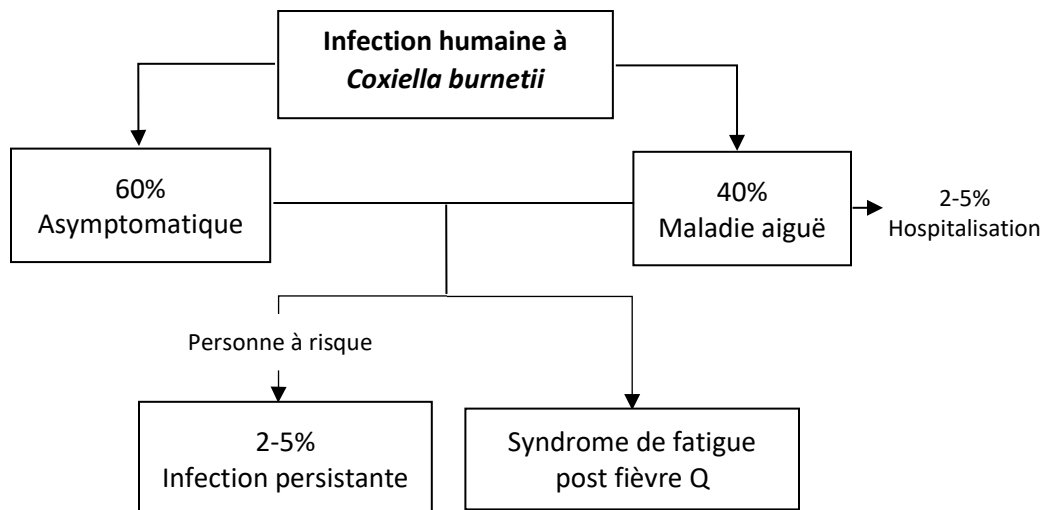 Infection humaine à
Coxiella burnetii
60%
Asymptomatique
40%
Maladie aiguë
2-5%
Hospitalisation
Personne à risque
2-5%
Infection persistante
Syndrome de fatigue
post fièvre Q